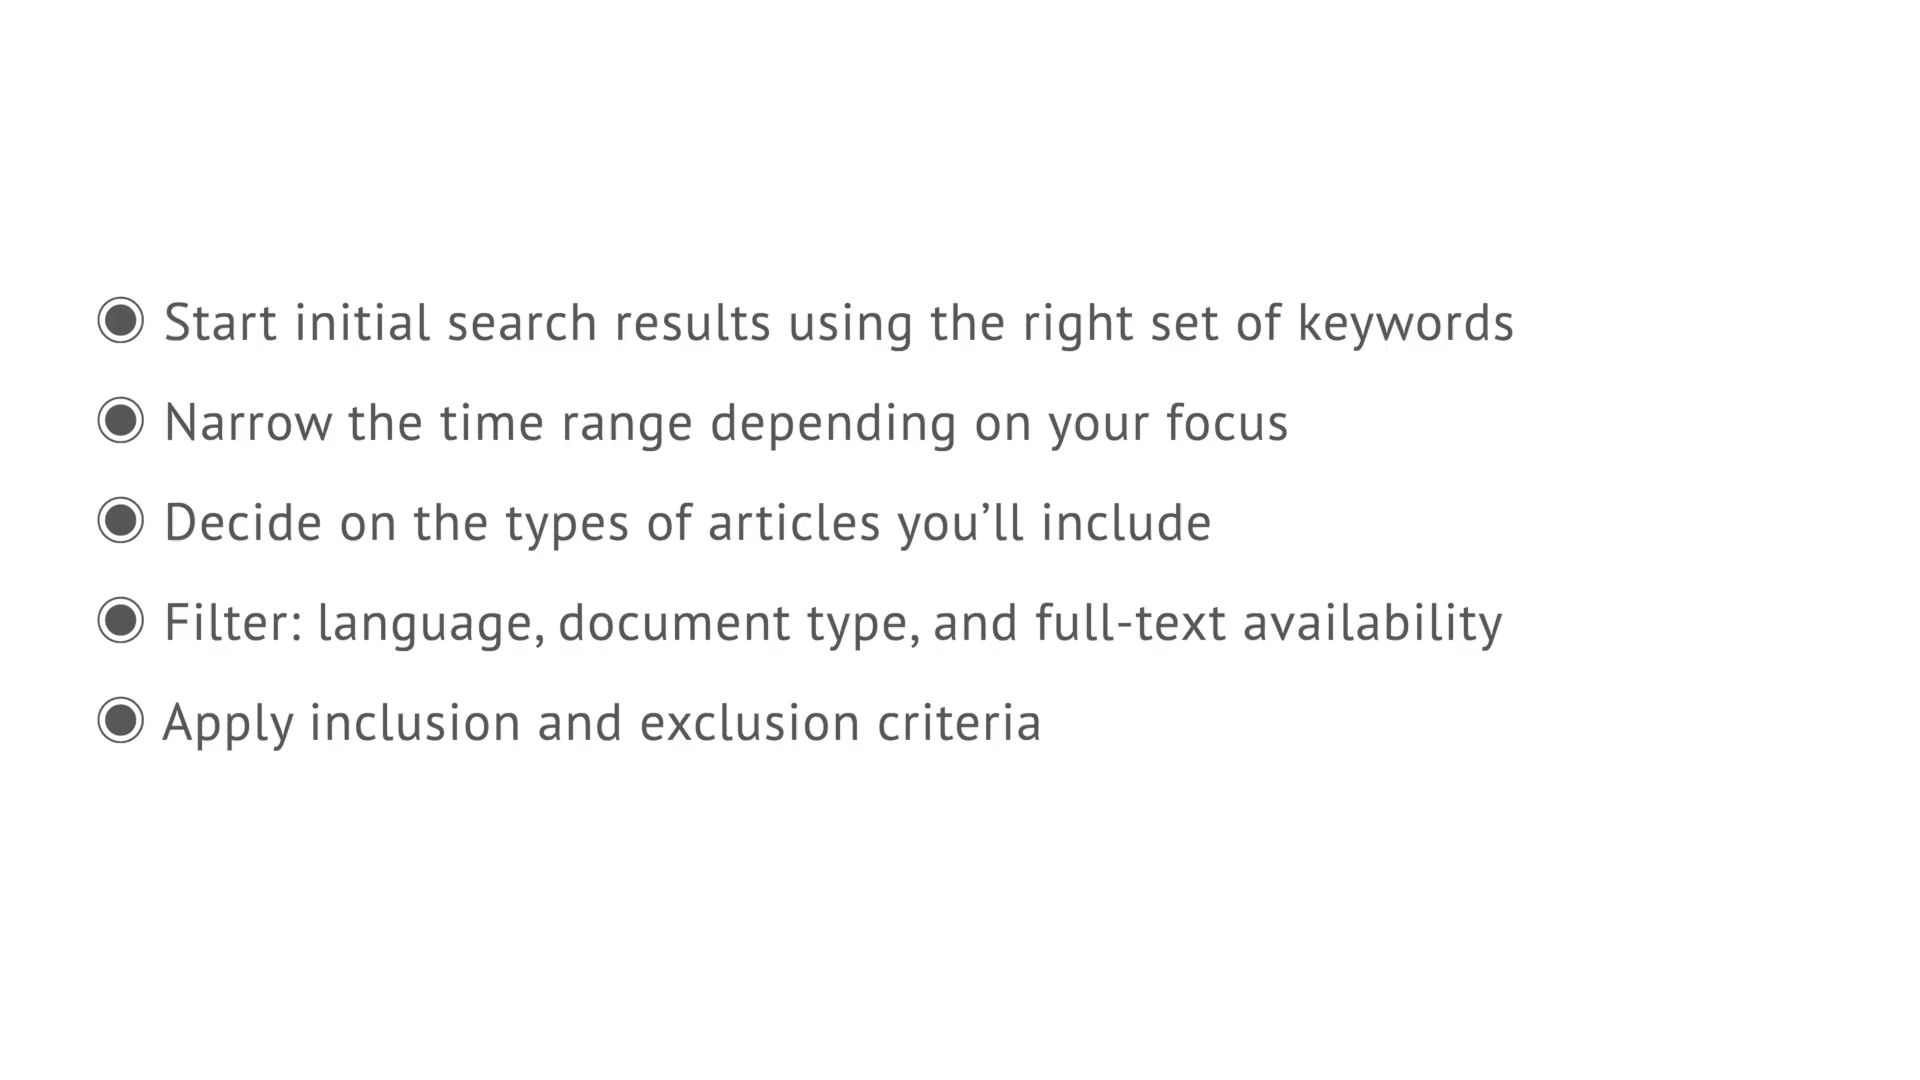 Start initial search results using the right set of keywords
Narrow the time range depending on your focus
Decide on the types of articles you’ll include
Filter: language, document type, and full-text availability
Apply inclusion and exclusion criteria